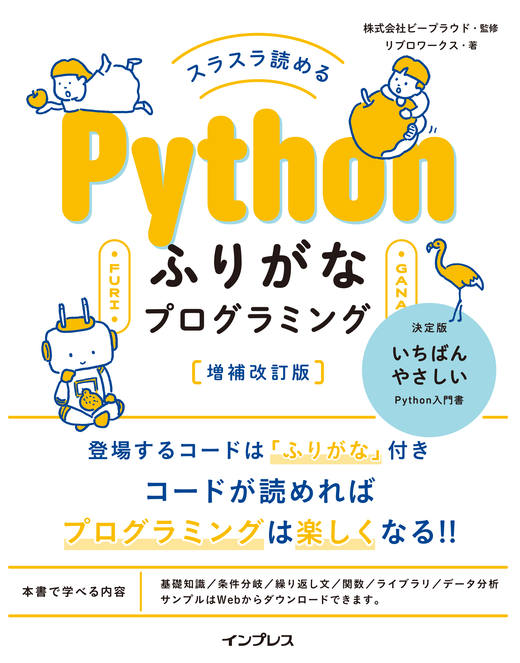 株式会社ビープラウド・監修
リブロワークス・著
スラスラ読める
Python
FURI
GANA
ふりがな
プログラミング
[増補改訂版]
決定版
いちばん
やさしい
Python入門書
登場するコードは「ふりがな」付き
コードが読めれば
プログラミングは楽しくなる!!
本書で学べる内容
基礎知識／条件分岐／繰り返し文／関数／ライブラリ／データ分析
サンプルはWebからダウンロードできます。
インプレス